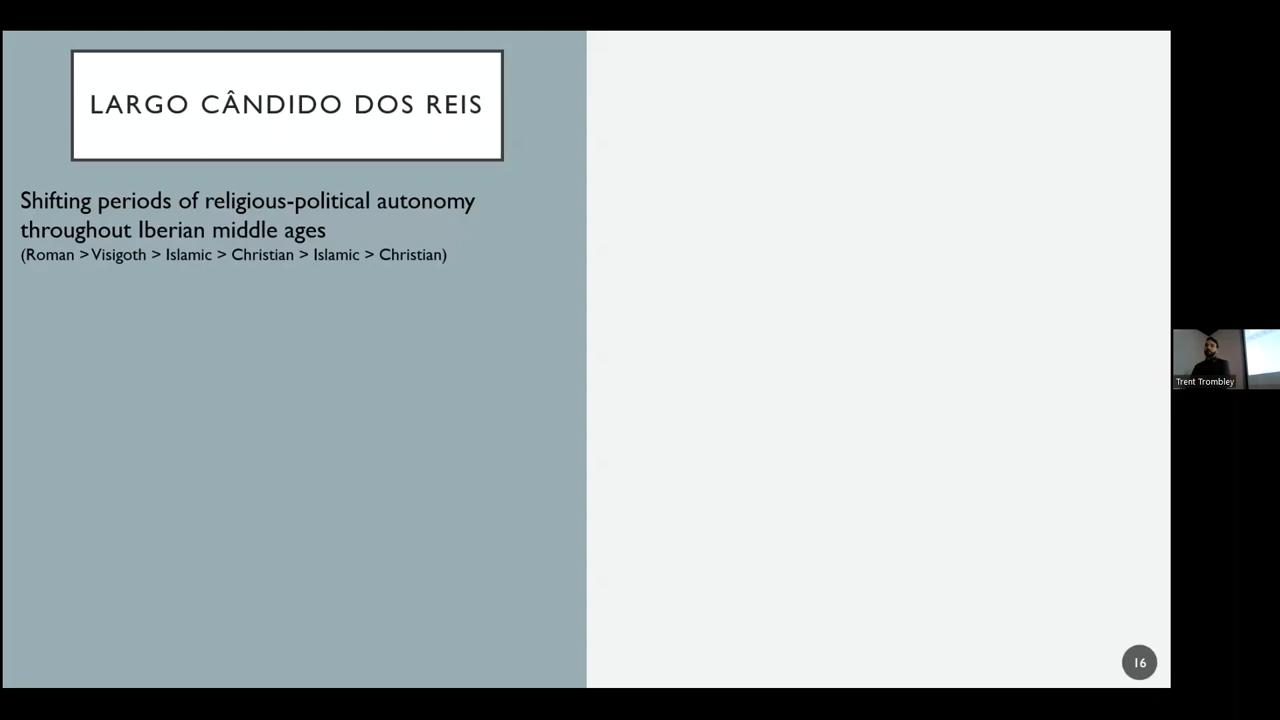 LARGO CÂNDIDO DOS REIS
Shifting periods of religious-political autonomy
throughout Iberian middle ages
(Roman > Visigoth > Islamic > Christian > Islamic > Christian)
Trent Trombley
16